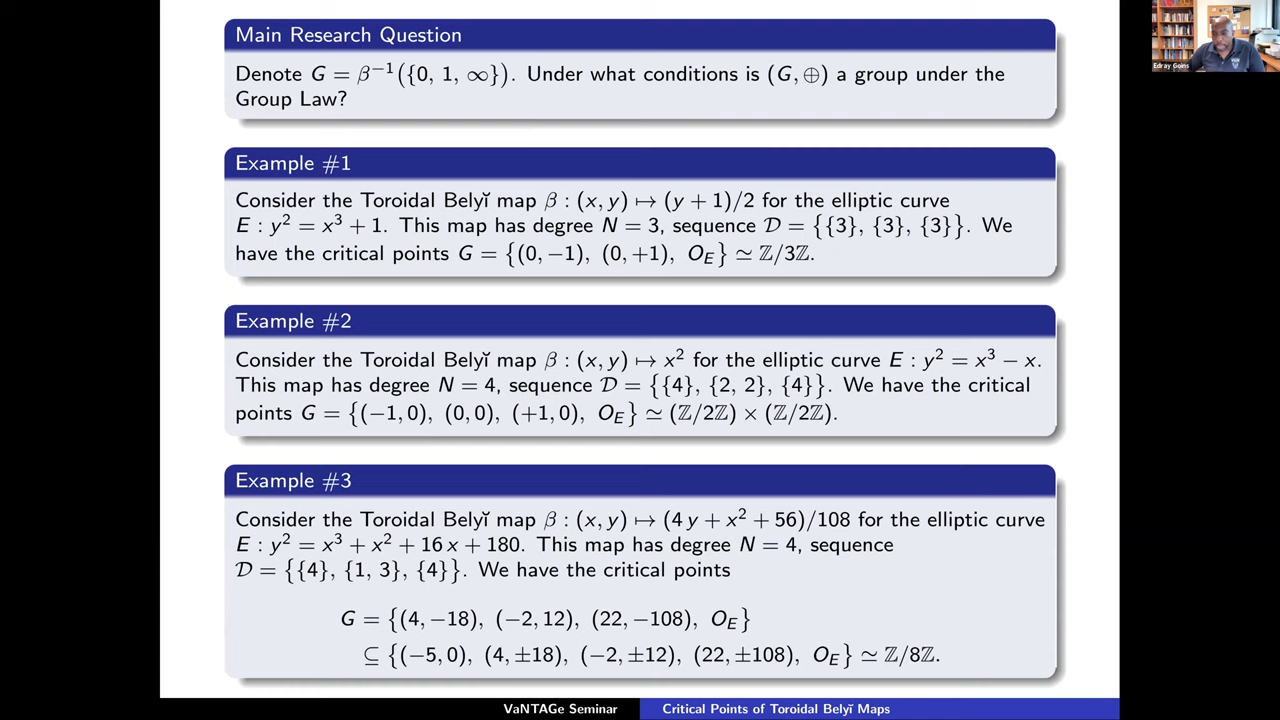 Main Research Question
Denote G = β⁻¹({0, 1, ∞}). Under what conditions is (G, ⊕) a group under the
Group Law?
Example #1
Consider the Toroidal Belyĭ map β : (x, y) ↦ (y + 1)/2 for the elliptic curve
E : y² = x³ + 1. This map has degree N = 3, sequence 𝒟 = {{3}, {3}, {3}}. We
have the critical points G = {(0, −1), (0, +1), O_E} ≃ ℤ/3ℤ.
Example #2
Consider the Toroidal Belyĭ map β : (x, y) ↦ x² for the elliptic curve E : y² = x³ − x.
This map has degree N = 4, sequence 𝒟 = {{4}, {2, 2}, {4}}. We have the critical
points G = {(−1, 0), (0, 0), (+1, 0), O_E} ≃ (ℤ/2ℤ) × (ℤ/2ℤ).
Example #3
Consider the Toroidal Belyĭ map β : (x, y) ↦ (4 y + x² + 56)/108 for the elliptic curve
E : y² = x³ + x² + 16 x + 180. This map has degree N = 4, sequence
𝒟 = {{4}, {1, 3}, {4}}. We have the critical points
G = {(4, −18), (−2, 12), (22, −108), O_E}
⊆ {(−5, 0), (4, ±18), (−2, ±12), (22, ±108), O_E} ≃ ℤ/8ℤ.
VaNTAGe Seminar
Critical Points of Toroidal Belyĭ Maps
Edray Goins